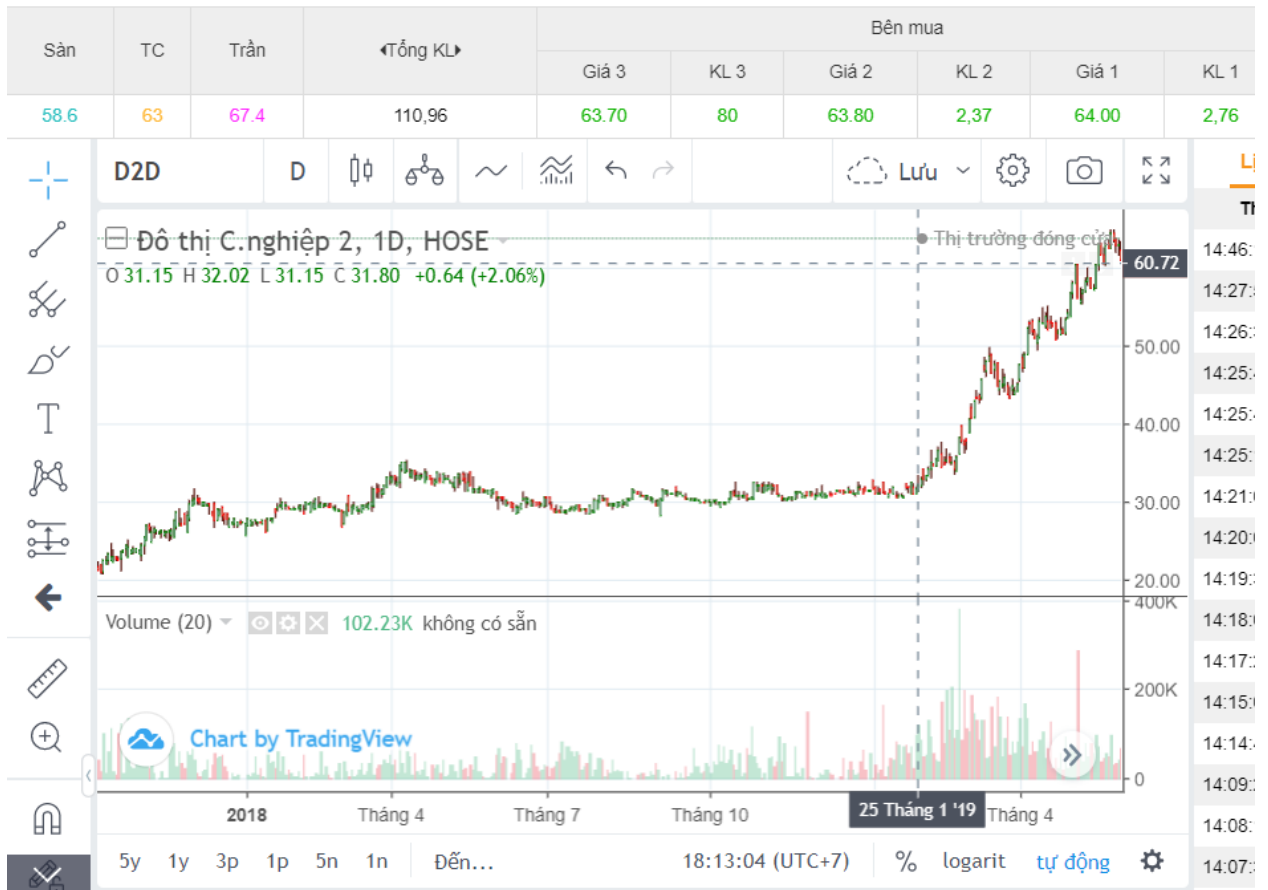 Sàn TC Trần Tổng KL Bên mua
Giá 3 KL 3 Giá 2 KL 2 Giá 1 KL 1
58.6 63 67.4 110,96 63.70 80 63.80 2,37 64.00 2,76
D2D D Lưu
Đô thị C.nghiệp 2, 1D, HOSE
Thị trường đóng cửa
O 31.15 H 32.02 L 31.15 C 31.80 +0.64 (+2.06%)
60.72
50.00
40.00
30.00
20.00
Volume (20) 102.23K không có sẵn
400K
200K
0
Chart by TradingView
2018 Tháng 4 Tháng 7 Tháng 10 25 Tháng 1 '19 Tháng 4
5y 1y 3p 1p 5n 1n Đến... 18:13:04 (UTC+7) % logarit tự động
14:46:
14:27:
14:26:
14:25:
14:25:
14:25:
14:21:
14:20:
14:19:
14:18:
14:17:
14:15:
14:14:
14:09:
14:08:
14:07: